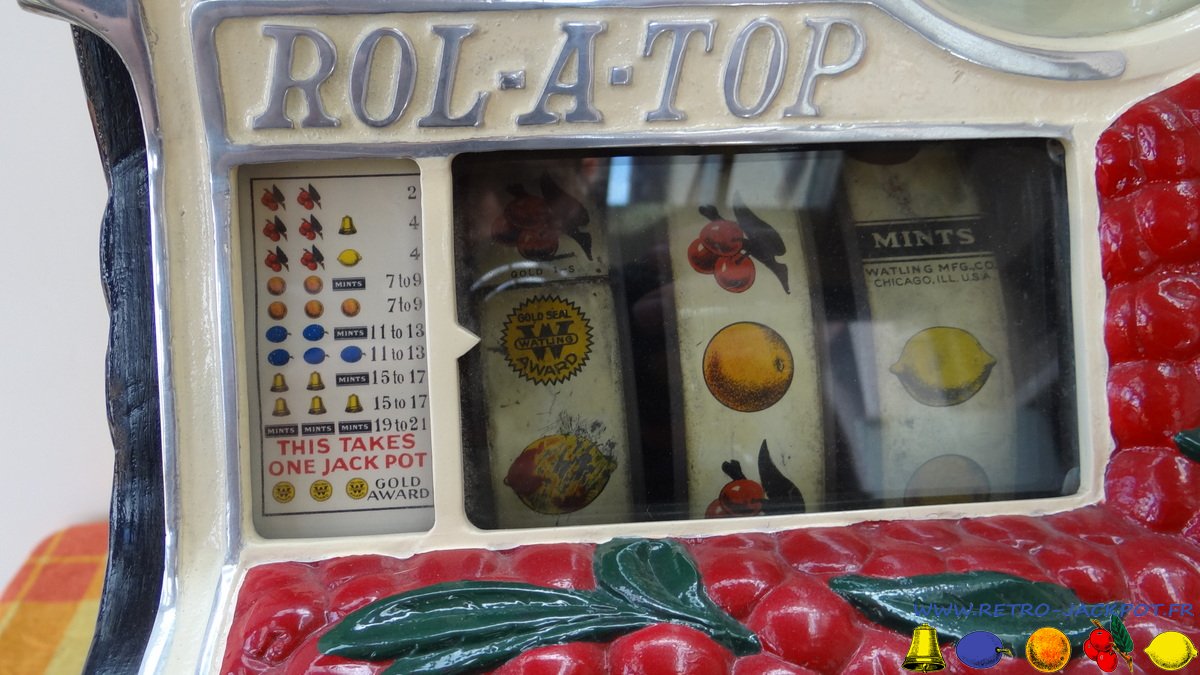 ROL-A-TOP
2
4
4
MINTS 7 to 9
7 to 9
MINTS 11 to 13
11 to 13
MINTS 15 to 17
15 to 17
MINTS MINTS MINTS 19 to 21
THIS TAKES
ONE JACK POT
W W W GOLD
AWARD
GOLD 1-S
GOLD SEAL
W
WATLING
AWARD
MINTS
WATLING MFG. CO.
CHICAGO. ILL. U.S.A.
WWW.RETRO-JACKPOT.FR